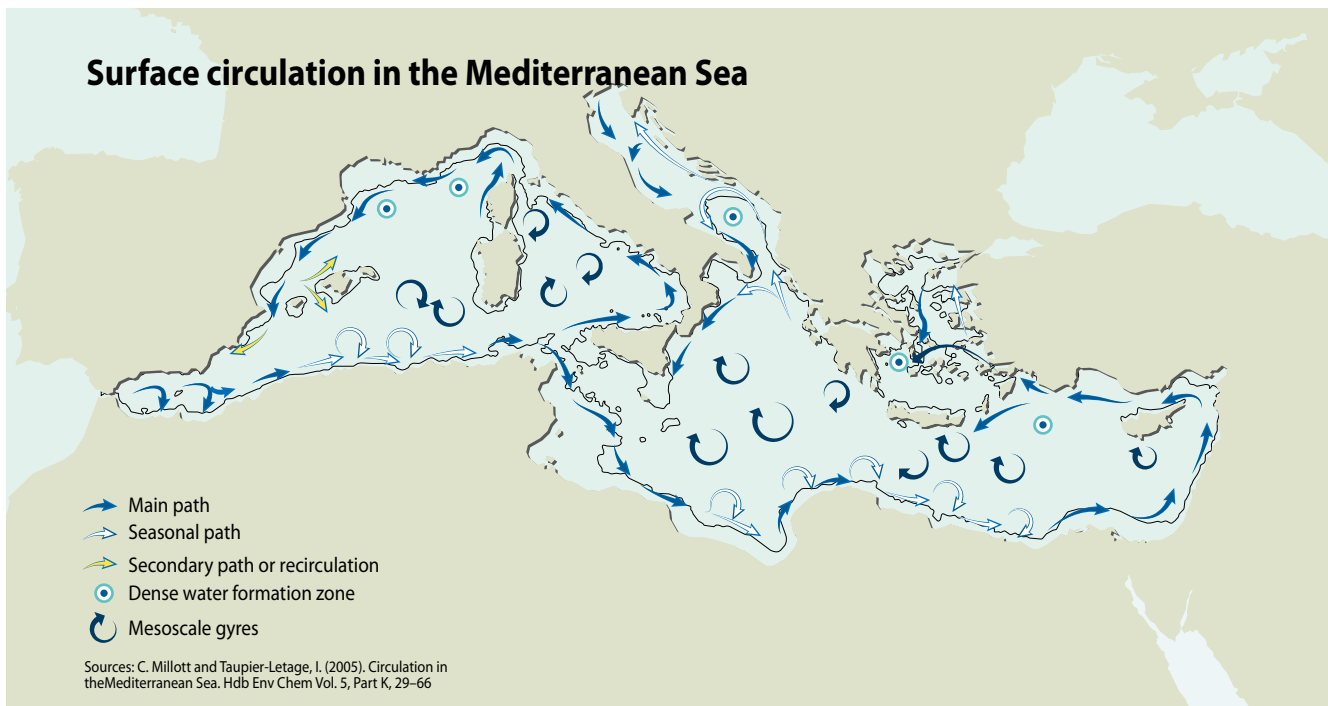 Surface circulation in the Mediterranean Sea
Main path
Seasonal path
Secondary path or recirculation
Dense water formation zone
Mesoscale gyres
Sources: C. Millott and Taupier-Letage, I. (2005). Circulation in
theMediterranean Sea. Hdb Env Chem Vol. 5, Part K, 29–66